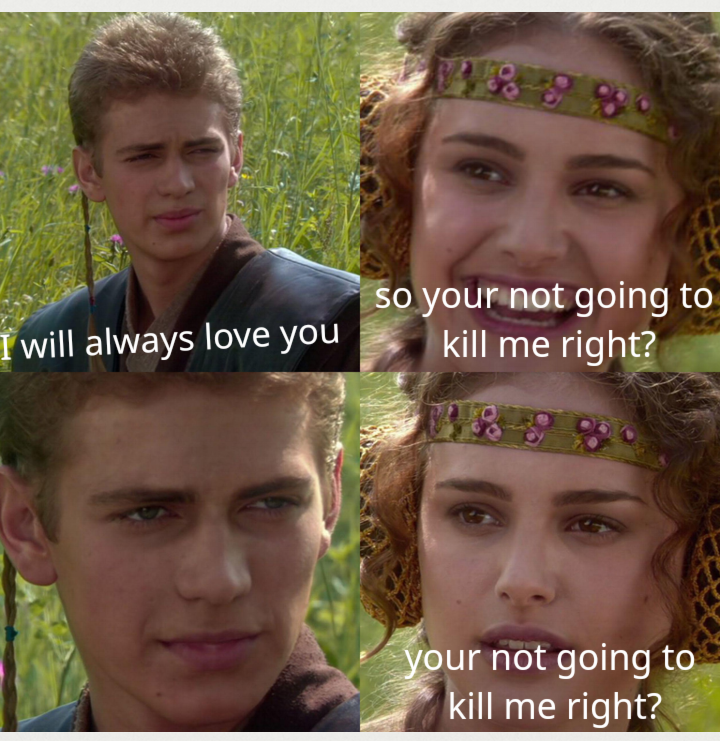 I will always love you
so your not going to
kill me right?
your not going to
kill me right?